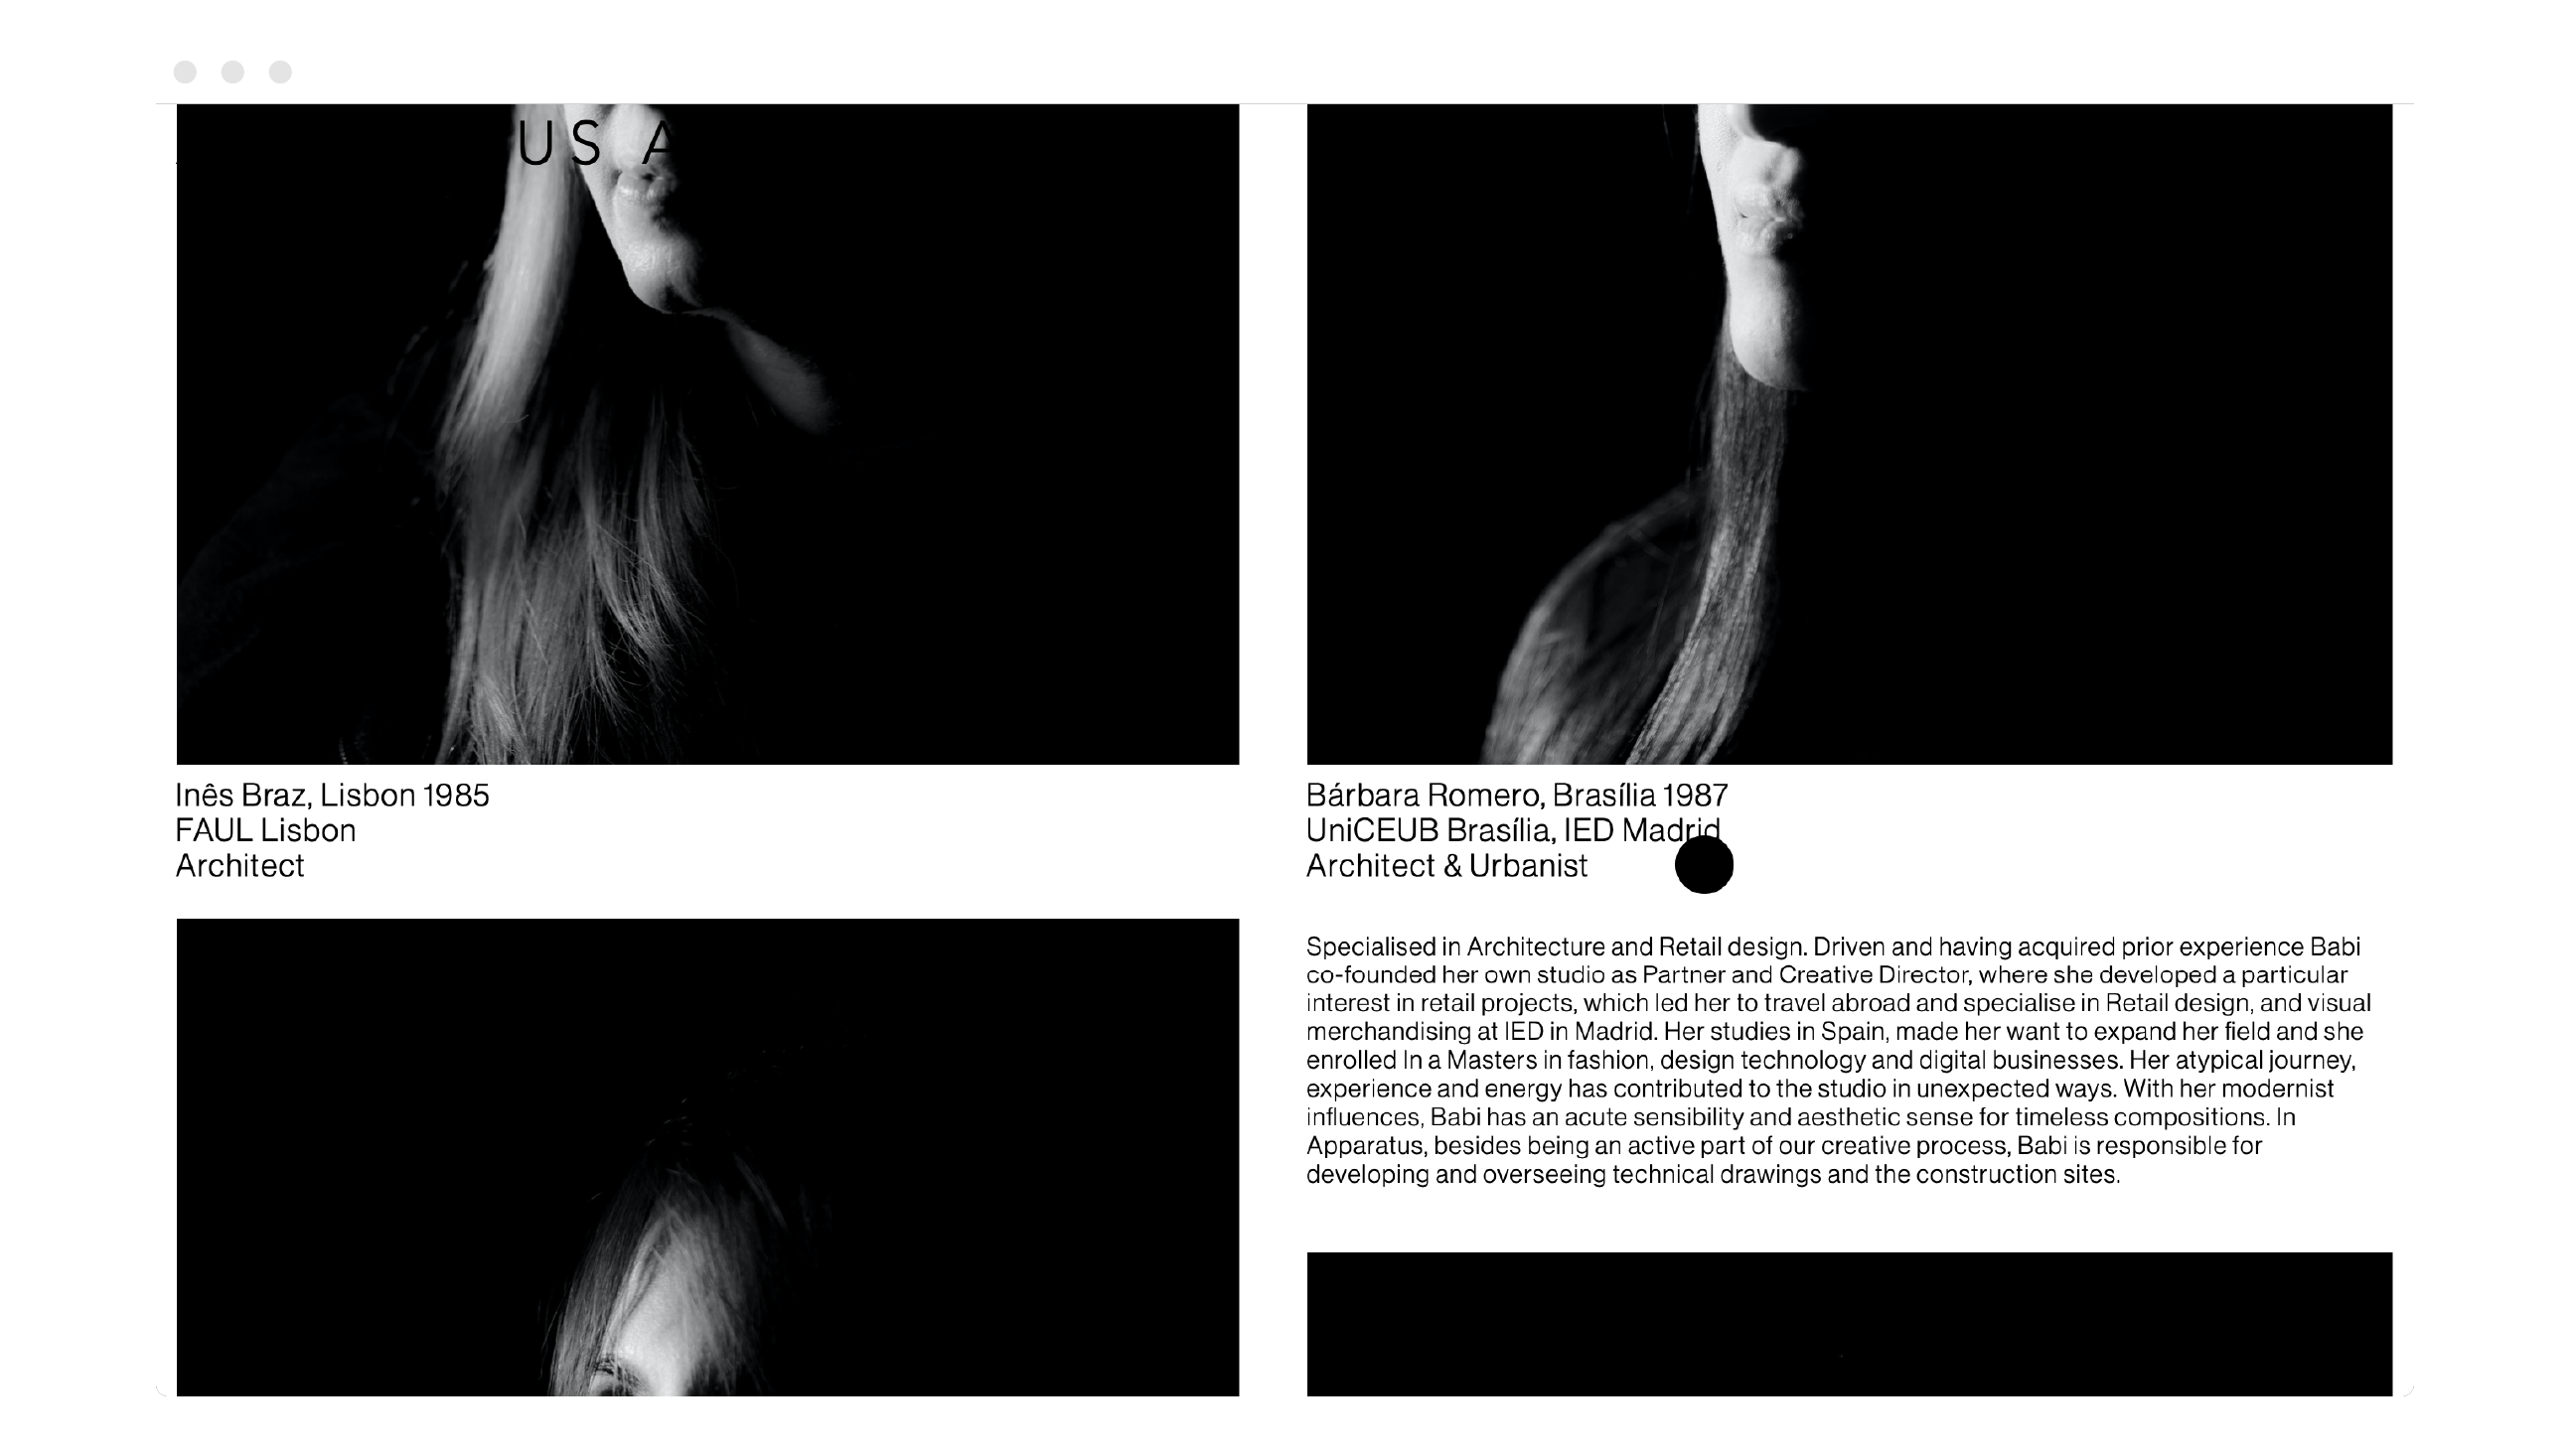 US A
Inês Braz, Lisbon 1985
FAUL Lisbon
Architect
Bárbara Romero, Brasília 1987
UniCEUB Brasília, IED Madrid
Architect & Urbanist
Specialised in Architecture and Retail design. Driven and having acquired prior experience Babi
co-founded her own studio as Partner and Creative Director, where she developed a particular
interest in retail projects, which led her to travel abroad and specialise in Retail design, and visual
merchandising at IED in Madrid. Her studies in Spain, made her want to expand her field and she
enrolled In a Masters in fashion, design technology and digital businesses. Her atypical journey,
experience and energy has contributed to the studio in unexpected ways. With her modernist
influences, Babi has an acute sensibility and aesthetic sense for timeless compositions. In
Apparatus, besides being an active part of our creative process, Babi is responsible for
developing and overseeing technical drawings and the construction sites.